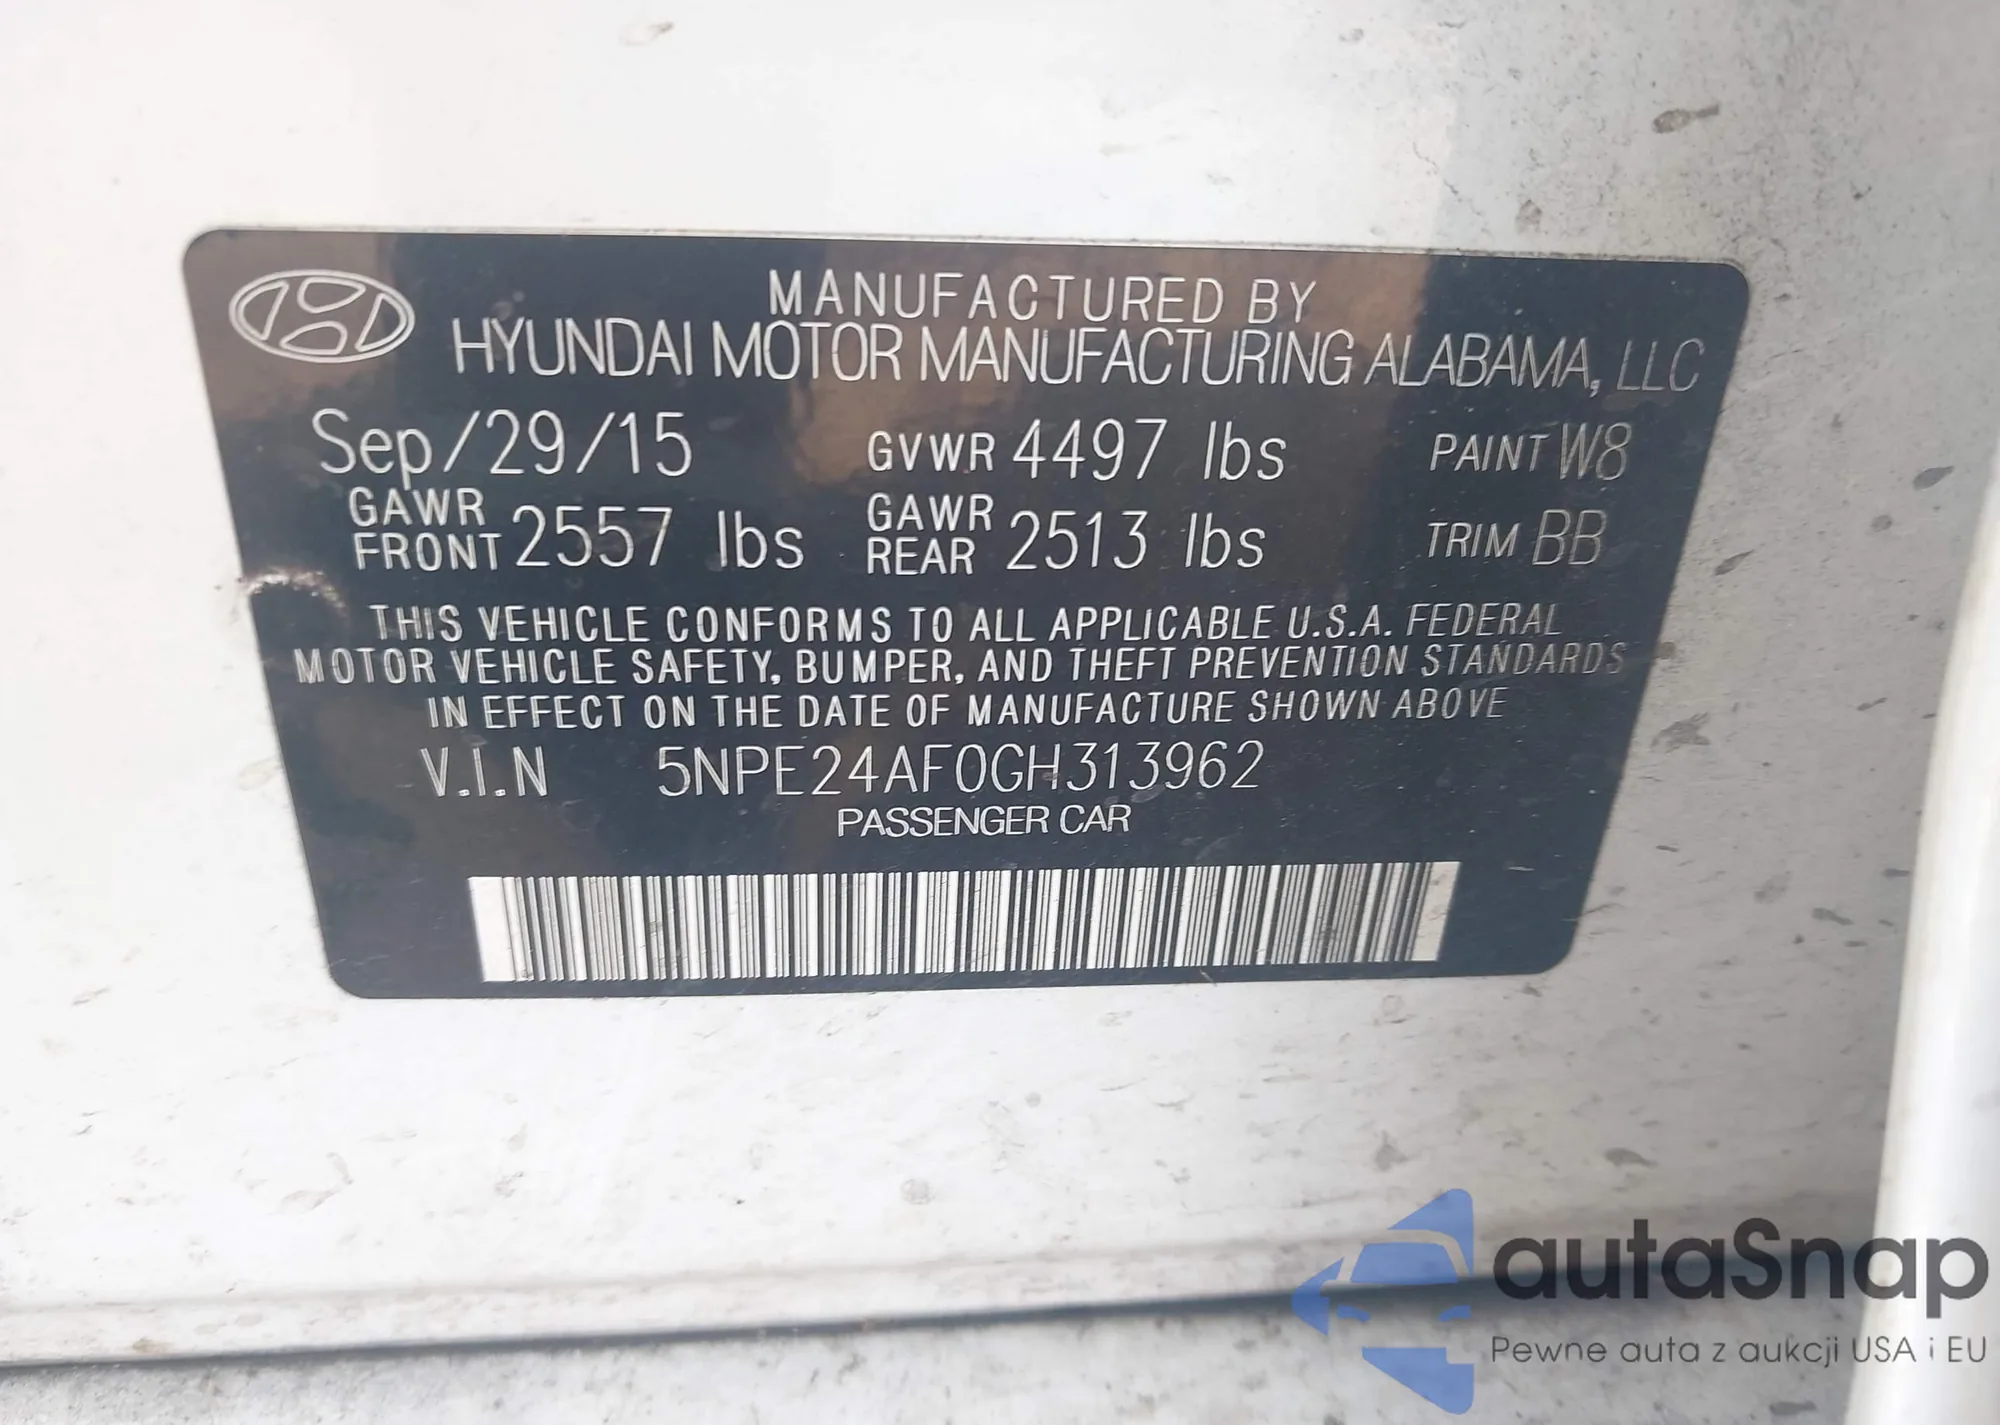 MANUFACTURED BY
HYUNDAI MOTOR MANUFACTURING ALABAMA, LLC
Sep/29/15 GVWR 4497 lbs PAINT W8
GAWR FRONT 2557 lbs GAWR REAR 2513 lbs TRIM BB
THIS VEHICLE CONFORMS TO ALL APPLICABLE U.S.A. FEDERAL
MOTOR VEHICLE SAFETY, BUMPER, AND THEFT PREVENTION STANDARDS
IN EFFECT ON THE DATE OF MANUFACTURE SHOWN ABOVE
V.I.N 5NPE24AF0GH313962
PASSENGER CAR
autaSnap
Pewne auta z aukcji USA i EU